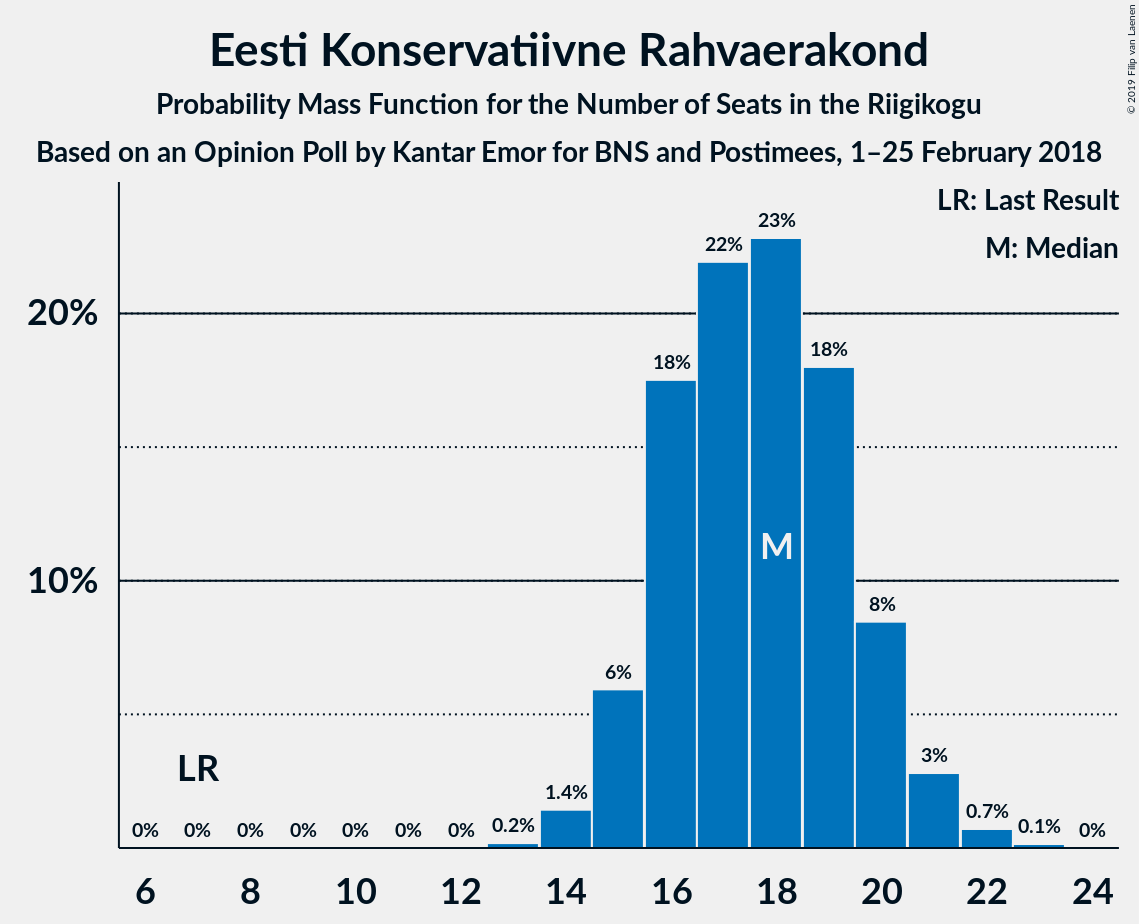 Eesti Konservatiivne Rahvaerakond
Probability Mass Function for the Number of Seats in the Riigikogu
Based on an Opinion Poll by Kantar Emor for BNS and Postimees, 1–25 February 2018
© 2019 Filip van Laenen
LR: Last Result
M: Median
20%
10%
0% 0% 0% 0% 0% 0% 0% 0.2% 1.4% 6% 18% 22% 23% 18% 8% 3% 0.7% 0.1% 0%
LR
M
6 8 10 12 14 16 18 20 22 24